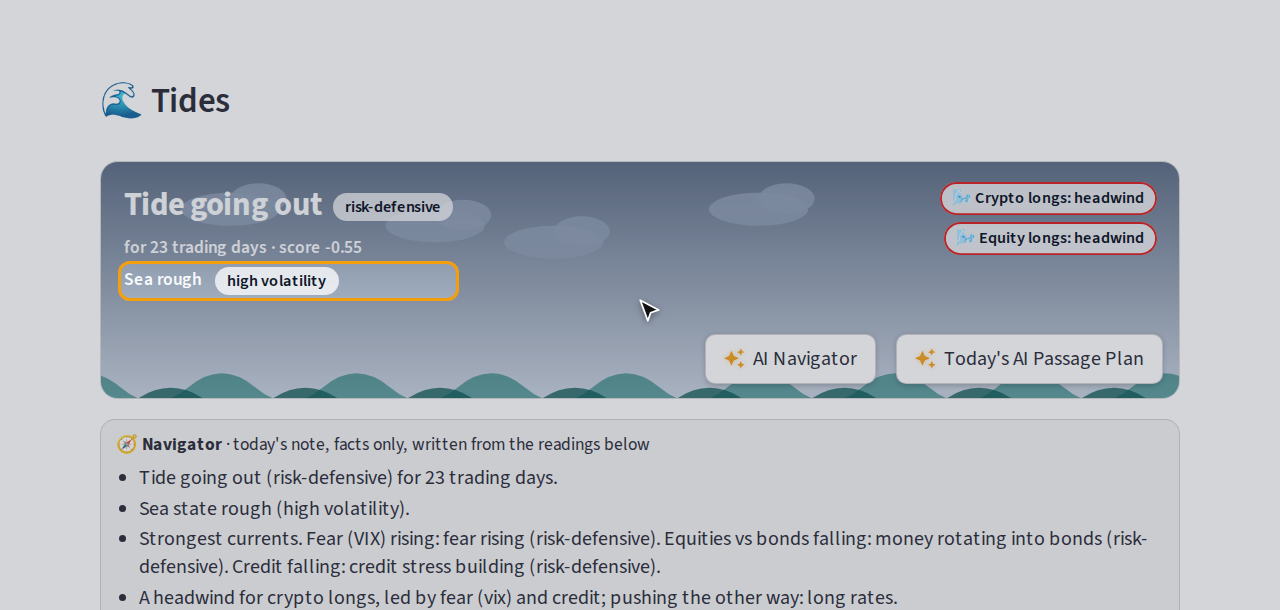 Tides
Tide going out risk-defensive
for 23 trading days · score -0.55
Sea rough high volatility
Crypto longs: headwind
Equity longs: headwind
AI Navigator
Today's AI Passage Plan
Navigator · today's note, facts only, written from the readings below
Tide going out (risk-defensive) for 23 trading days.
Sea state rough (high volatility).
Strongest currents. Fear (VIX) rising: fear rising (risk-defensive). Equities vs bonds falling: money rotating into bonds (risk-
defensive). Credit falling: credit stress building (risk-defensive).
A headwind for crypto longs, led by fear (vix) and credit; pushing the other way: long rates.